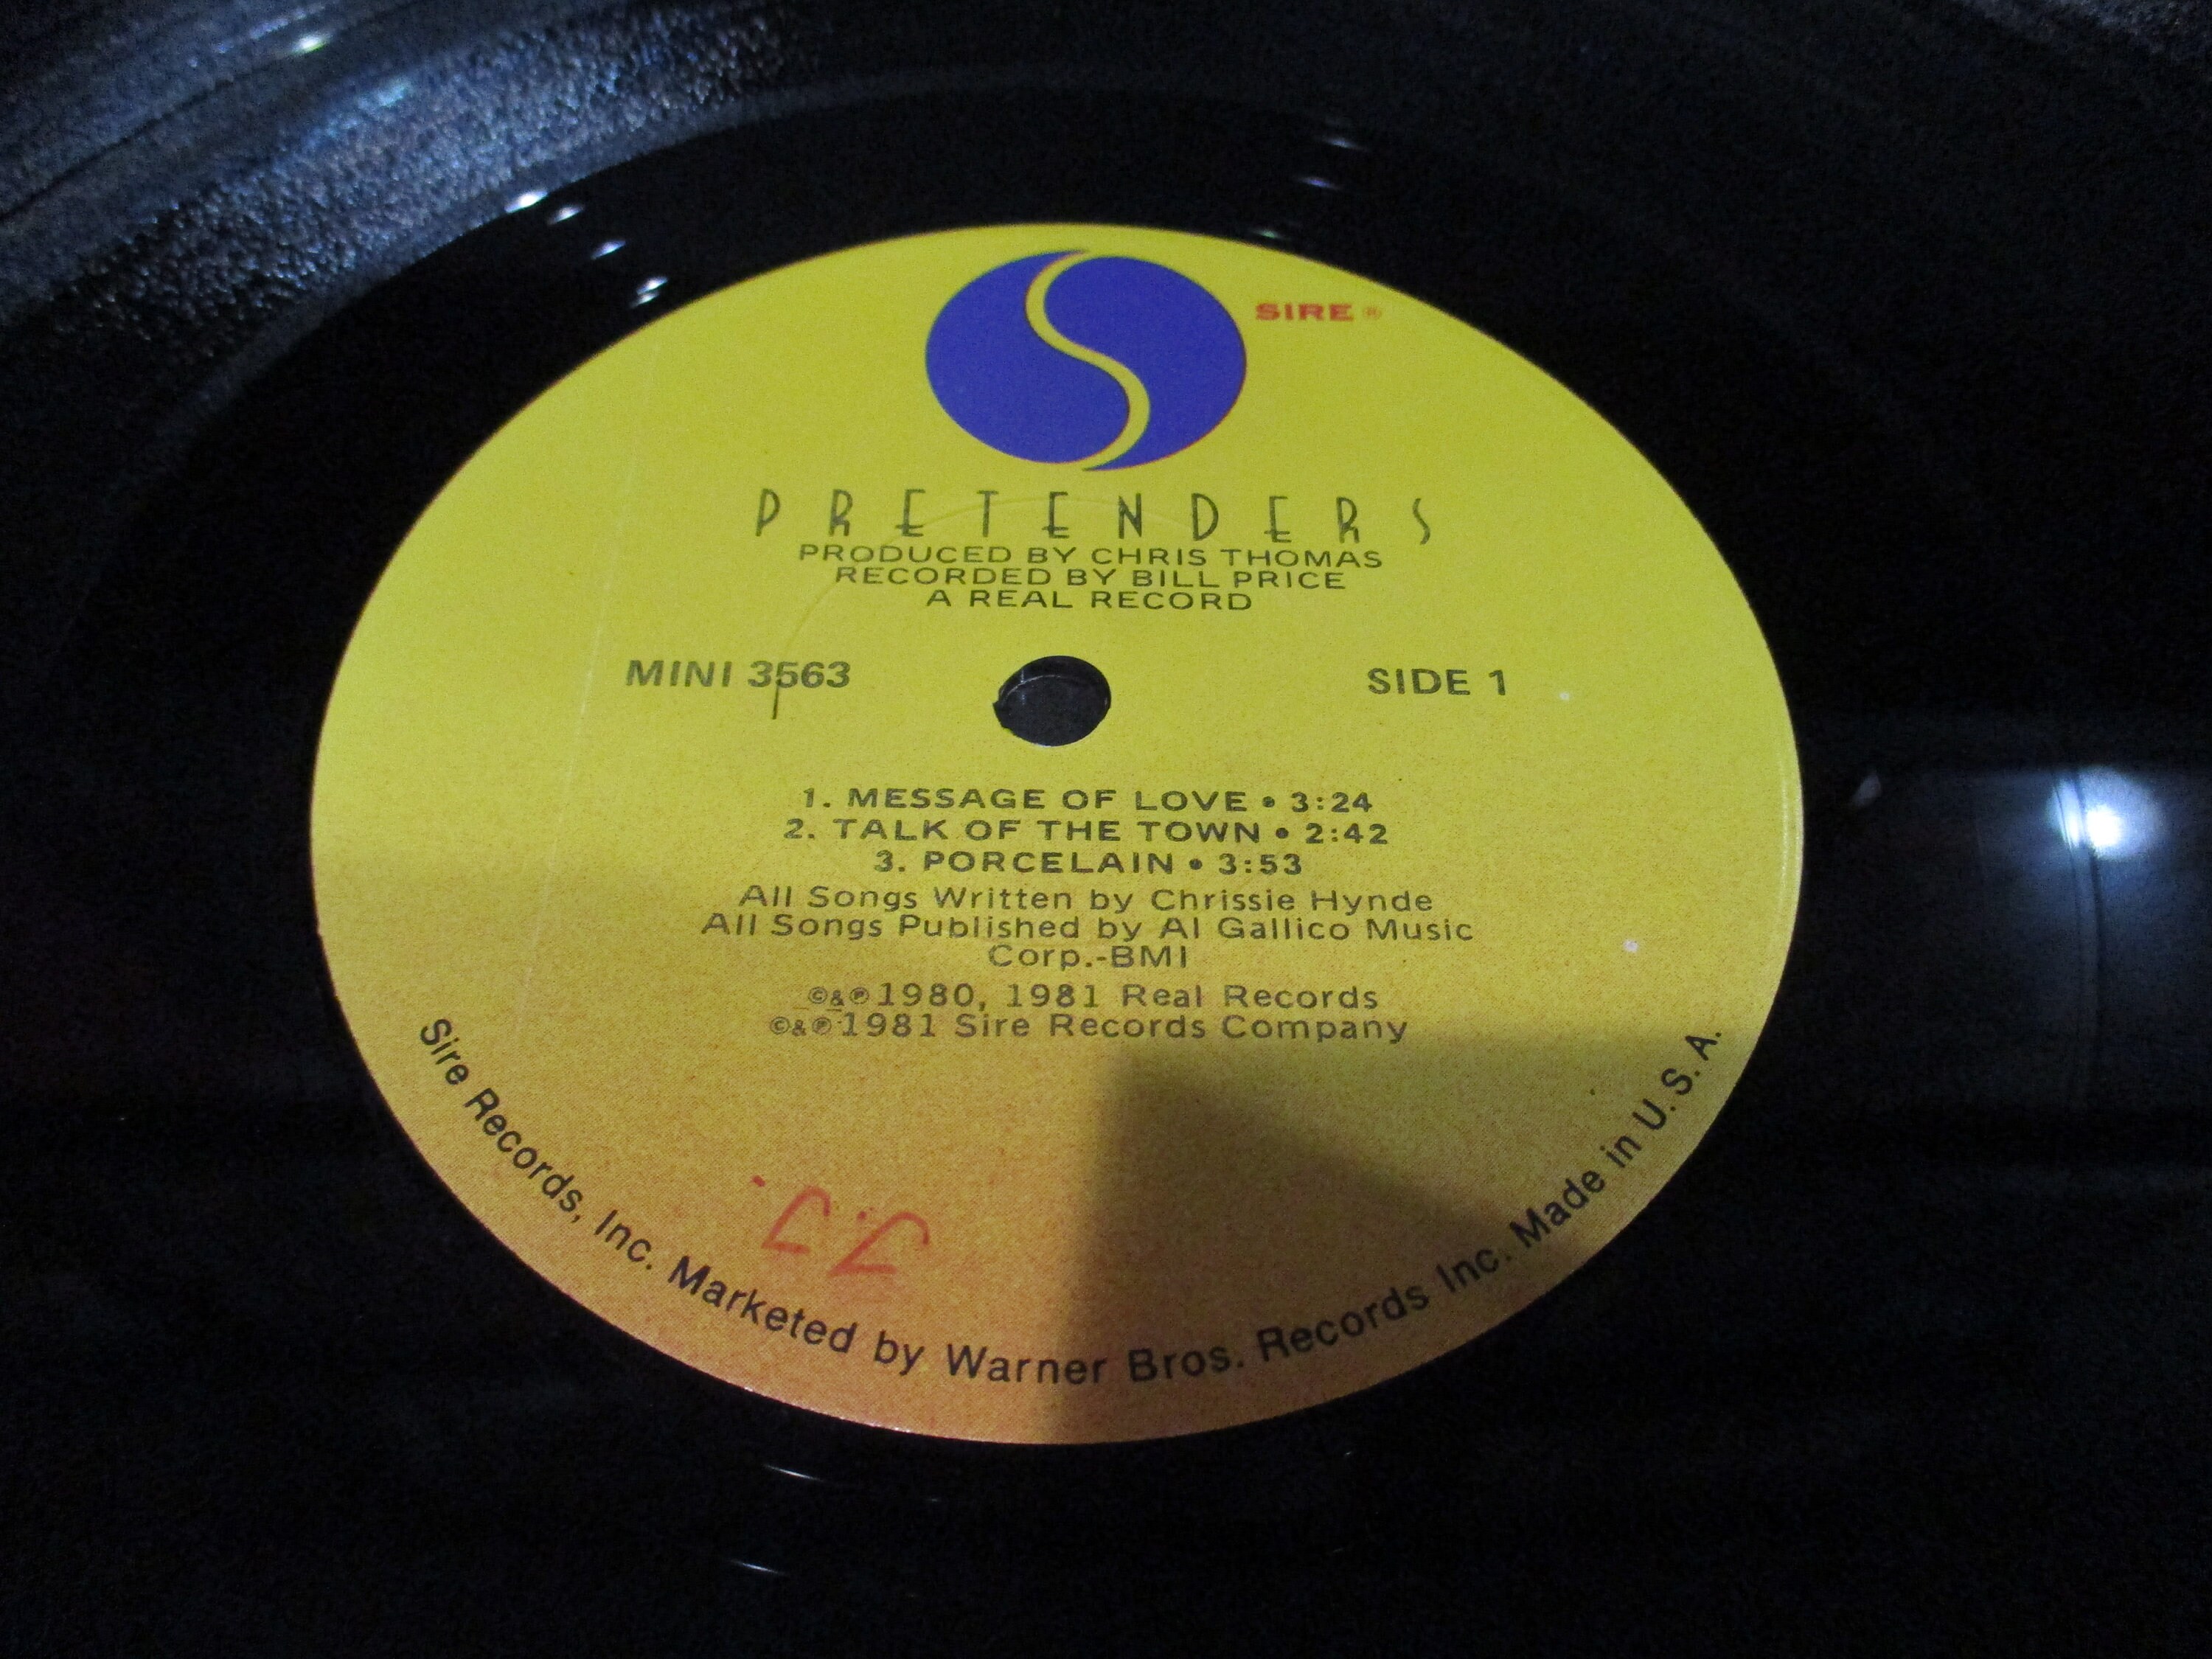 SIRE ®
PRETENDERS
PRODUCED BY CHRIS THOMAS
RECORDED BY BILL PRICE
A REAL RECORD
MINI 3563
SIDE 1
1. MESSAGE OF LOVE • 3:24
2. TALK OF THE TOWN • 2:42
3. PORCELAIN • 3:53
All Songs Written by Chrissie Hynde
All Songs Published by Al Gallico Music
Corp.-BMI
©&℗1980, 1981 Real Records
©&℗1981 Sire Records Company
Sire Records, Inc. Marketed by Warner Bros. Records Inc. Made in U.S.A.